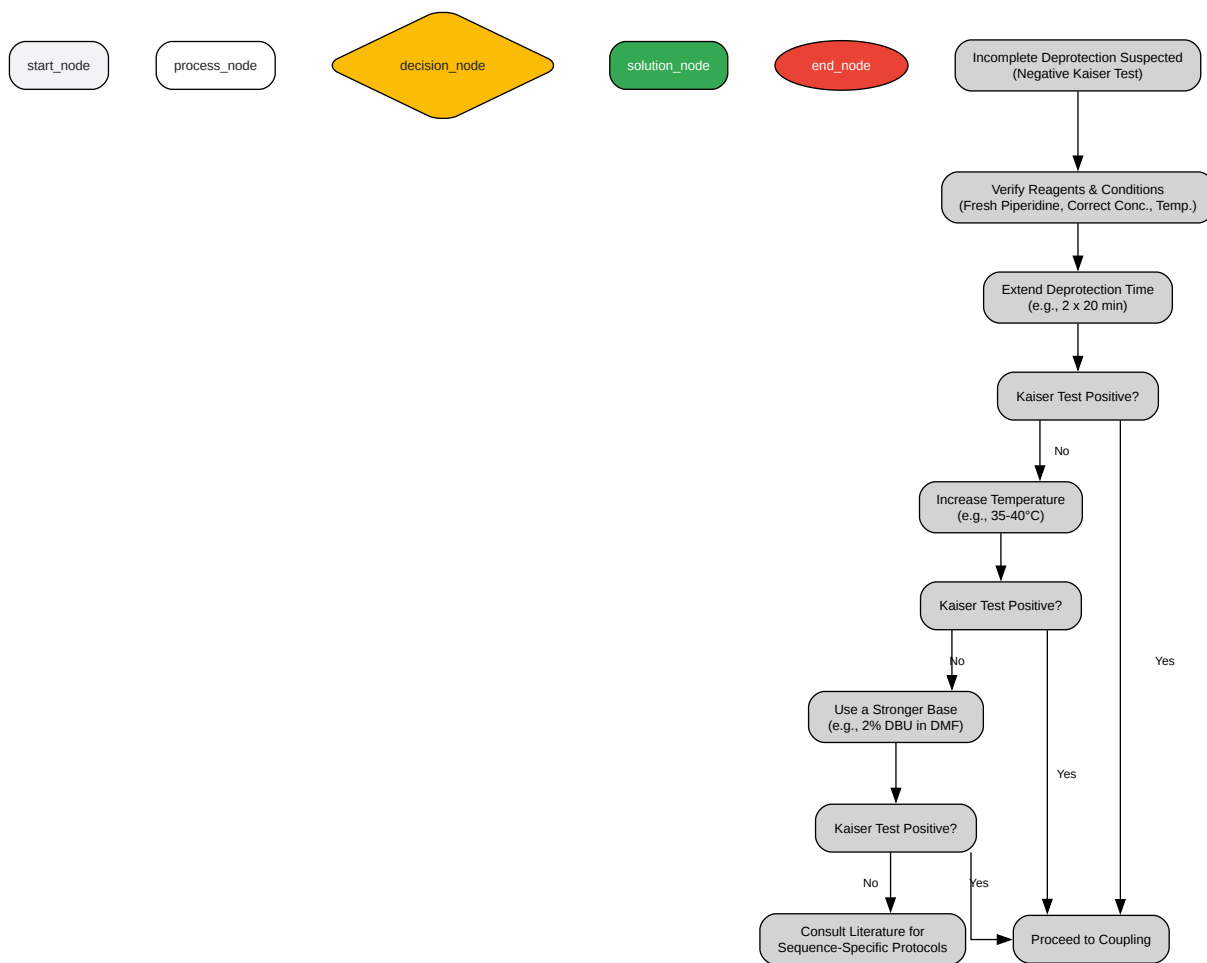 start_node
process_node
decision_node
solution_node
end_node
Incomplete Deprotection Suspected
(Negative Kaiser Test)
Verify Reagents & Conditions
(Fresh Piperidine, Correct Conc., Temp.)
Extend Deprotection Time
(e.g., 2 x 20 min)
Kaiser Test Positive?
No
Increase Temperature
(e.g., 35-40°C)
Kaiser Test Positive?
No
Yes
Use a Stronger Base
(e.g., 2% DBU in DMF)
Yes
Kaiser Test Positive?
No
Yes
Consult Literature for
Sequence-Specific Protocols
Proceed to Coupling